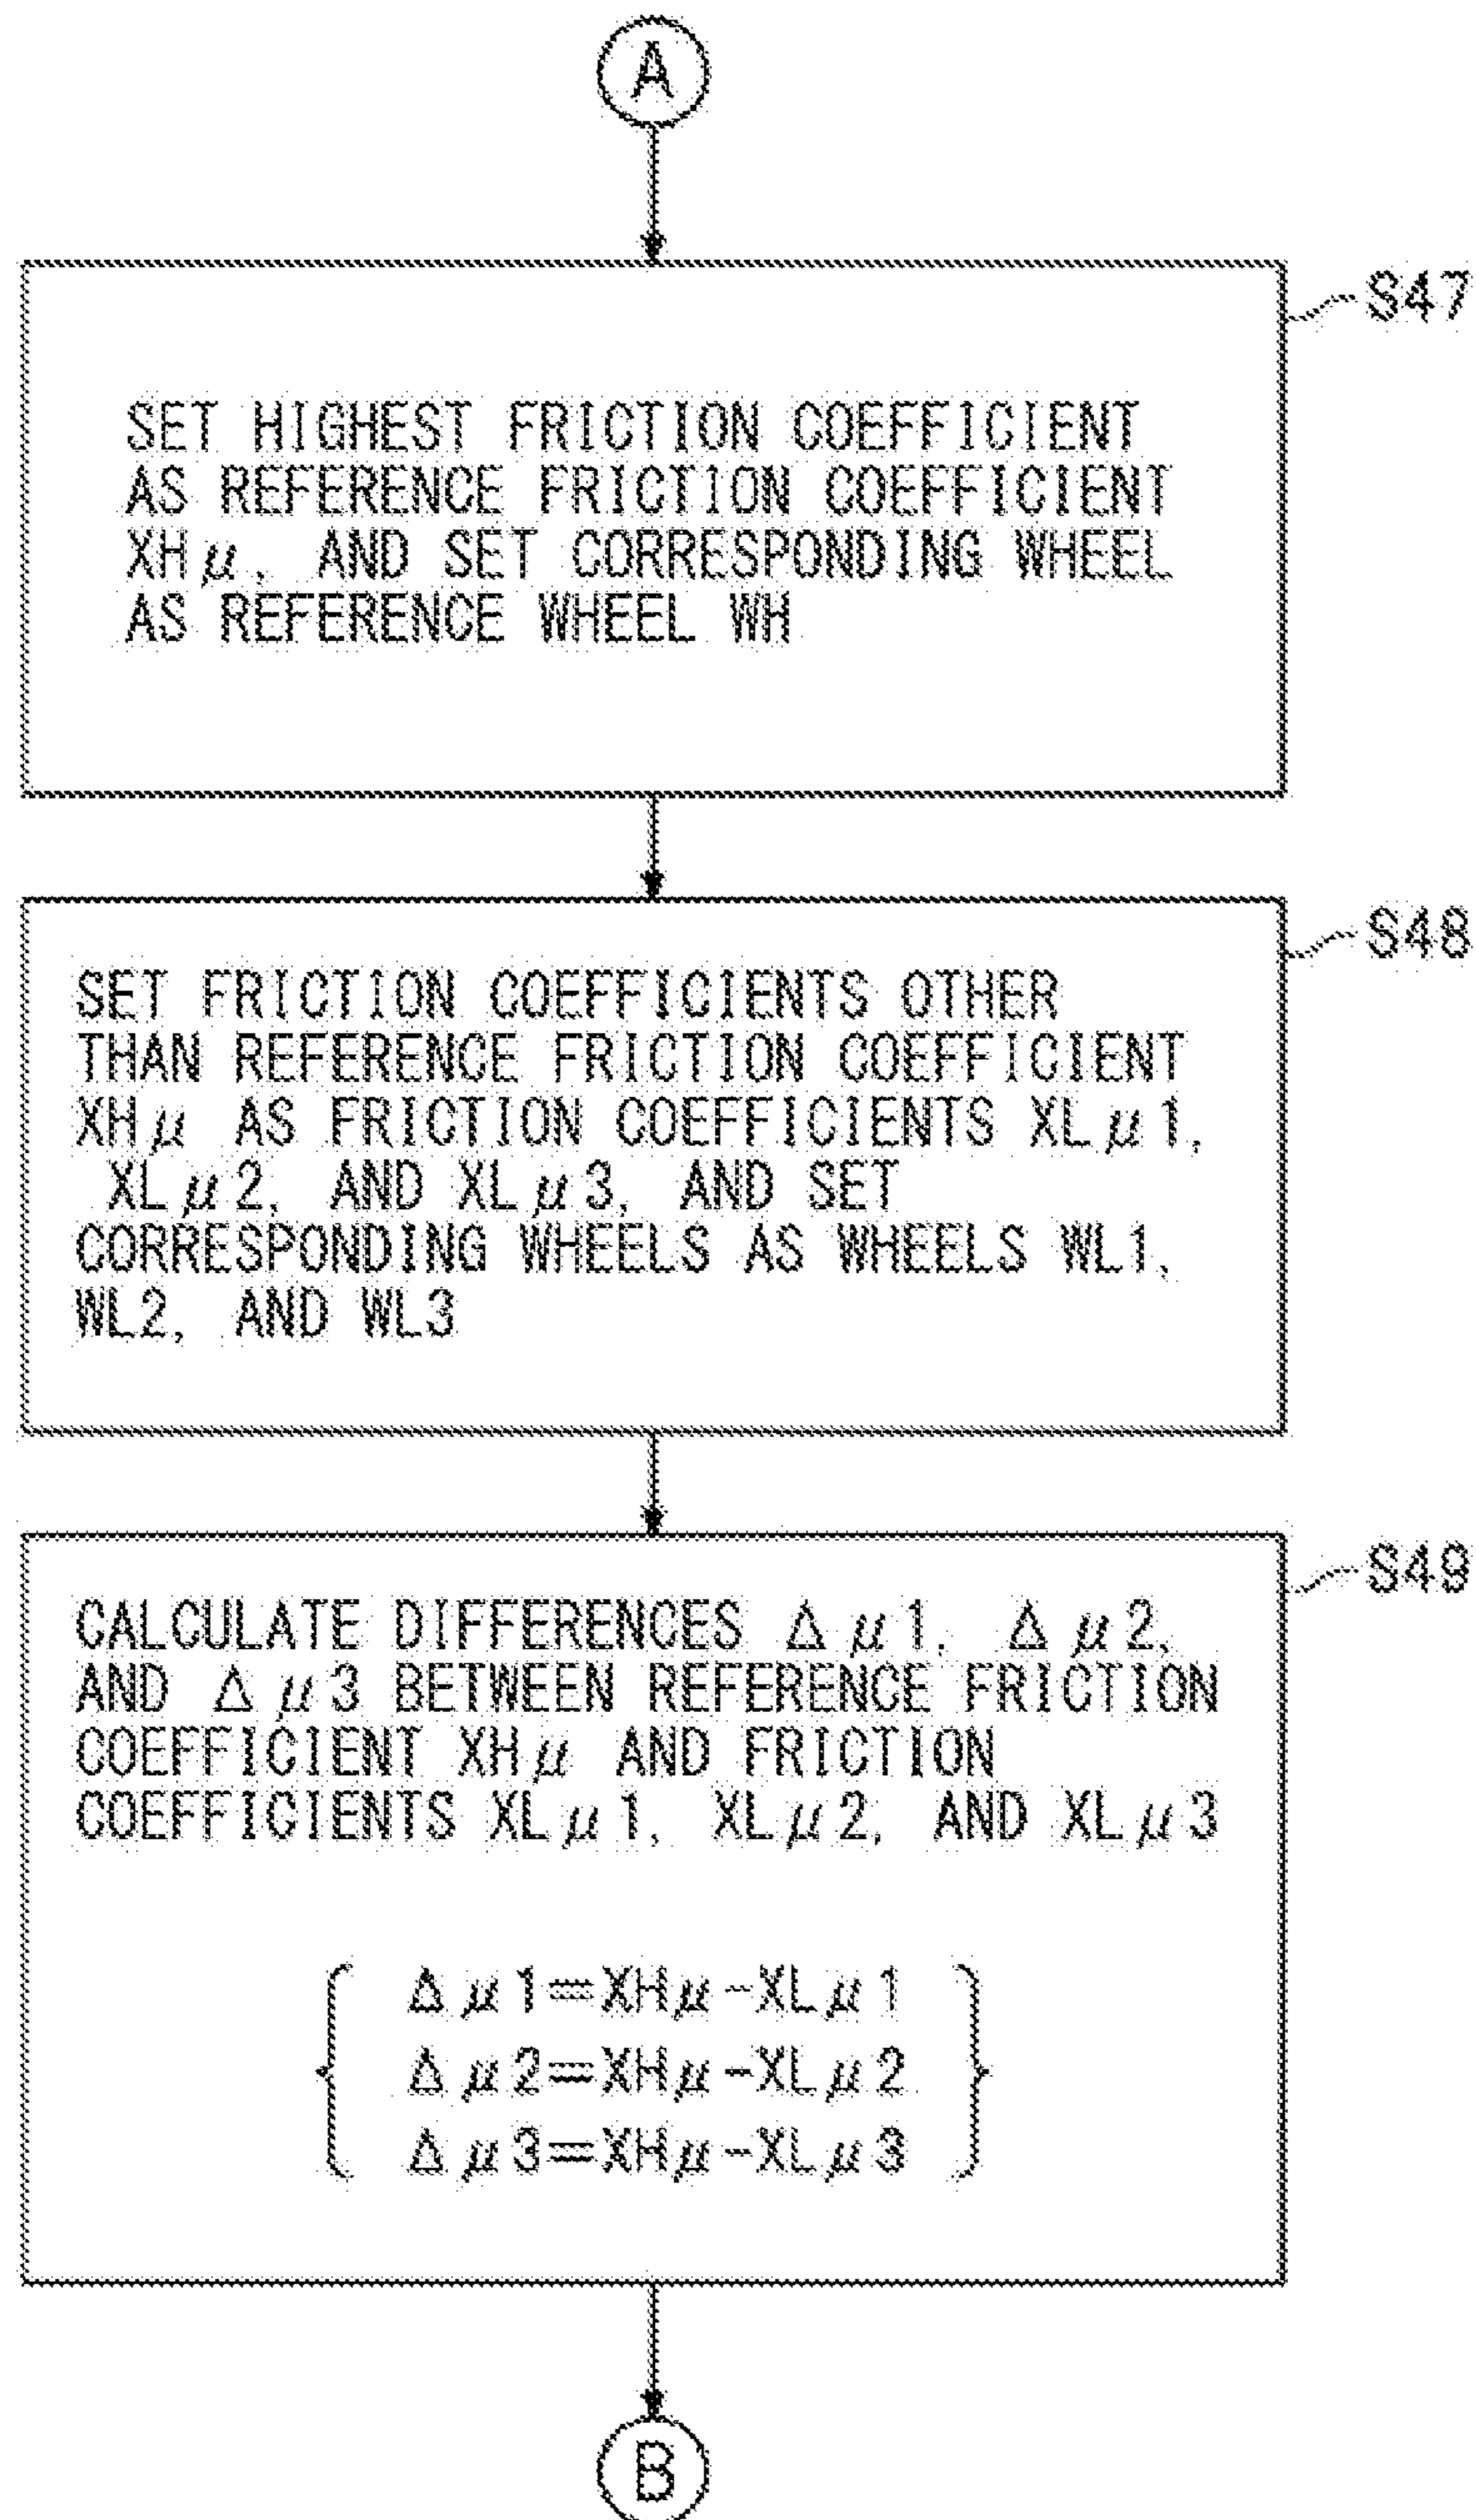 A
S47
SET HIGHEST FRICTION COEFFICIENT
AS REFERENCE FRICTION COEFFICIENT
XHμ, AND SET CORRESPONDING WHEEL
AS REFERENCE WHEEL WH
S48
SET FRICTION COEFFICIENTS OTHER
THAN REFERENCE FRICTION COEFFICIENT
XHμ AS FRICTION COEFFICIENTS XLμ1,
XLμ2, AND XLμ3, AND SET
CORRESPONDING WHEELS AS WHEELS WL1,
WL2, AND WL3
S49
CALCULATE DIFFERENCES Δμ1, Δμ2,
AND Δμ3 BETWEEN REFERENCE FRICTION
COEFFICIENT XHμ AND FRICTION
COEFFICIENTS XLμ1, XLμ2, AND XLμ3
Δμ1=XHμ-XLμ1
Δμ2=XHμ-XLμ2
Δμ3=XHμ-XLμ3
B